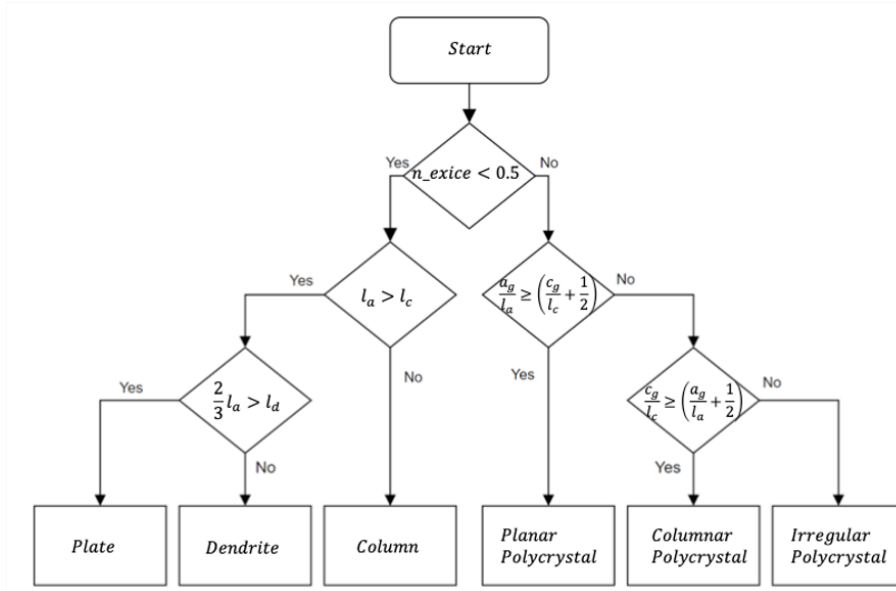 Start
Yes
n_exice < 0.5
No
Yes
l_a > l_c
a_g/l_a ≥ (c_g/l_c + 1/2)
No
No
Yes
Yes
2/3 l_a > l_d
c_g/l_c ≥ (a_g/l_a + 1/2)
No
No
Yes
Plate
Dendrite
Column
Planar
Polycrystal
Columnar
Polycrystal
Irregular
Polycrystal